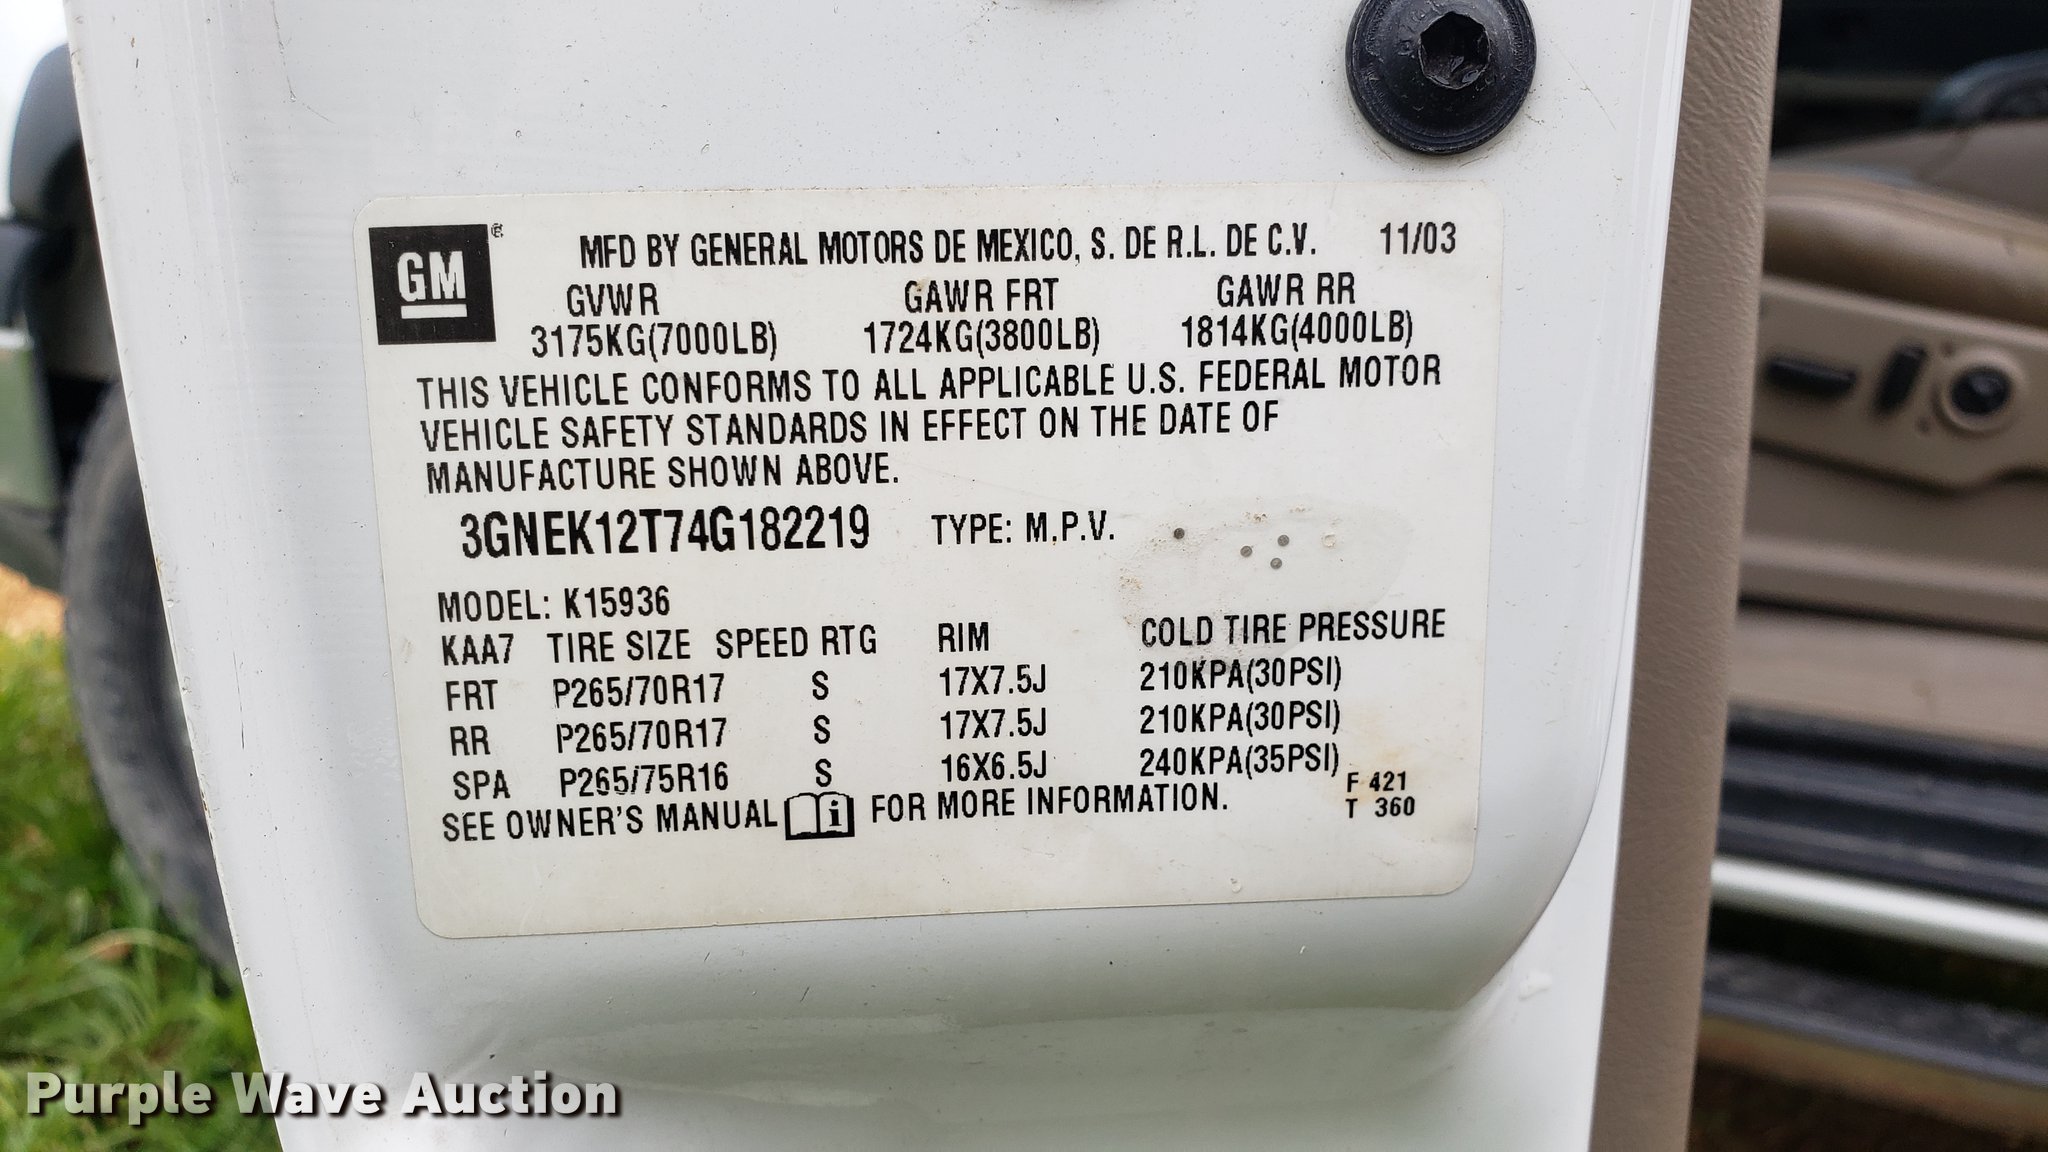 GM ® MFD BY GENERAL MOTORS DE MEXICO, S. DE R.L. DE C.V. 11/03
GVWR GAWR FRT GAWR RR
3175KG(7000LB) 1724KG(3800LB) 1814KG(4000LB)
THIS VEHICLE CONFORMS TO ALL APPLICABLE U.S. FEDERAL MOTOR
VEHICLE SAFETY STANDARDS IN EFFECT ON THE DATE OF
MANUFACTURE SHOWN ABOVE.
3GNEK12T74G182219 TYPE: M.P.V.
MODEL: K15936
KAA7 TIRE SIZE SPEED RTG RIM COLD TIRE PRESSURE
FRT P265/70R17 S 17X7.5J 210KPA(30PSI)
RR P265/70R17 S 17X7.5J 210KPA(30PSI)
SPA P265/75R16 S 16X6.5J 240KPA(35PSI)
SEE OWNER'S MANUAL i FOR MORE INFORMATION.
F 421
T 360
Purple Wave Auction